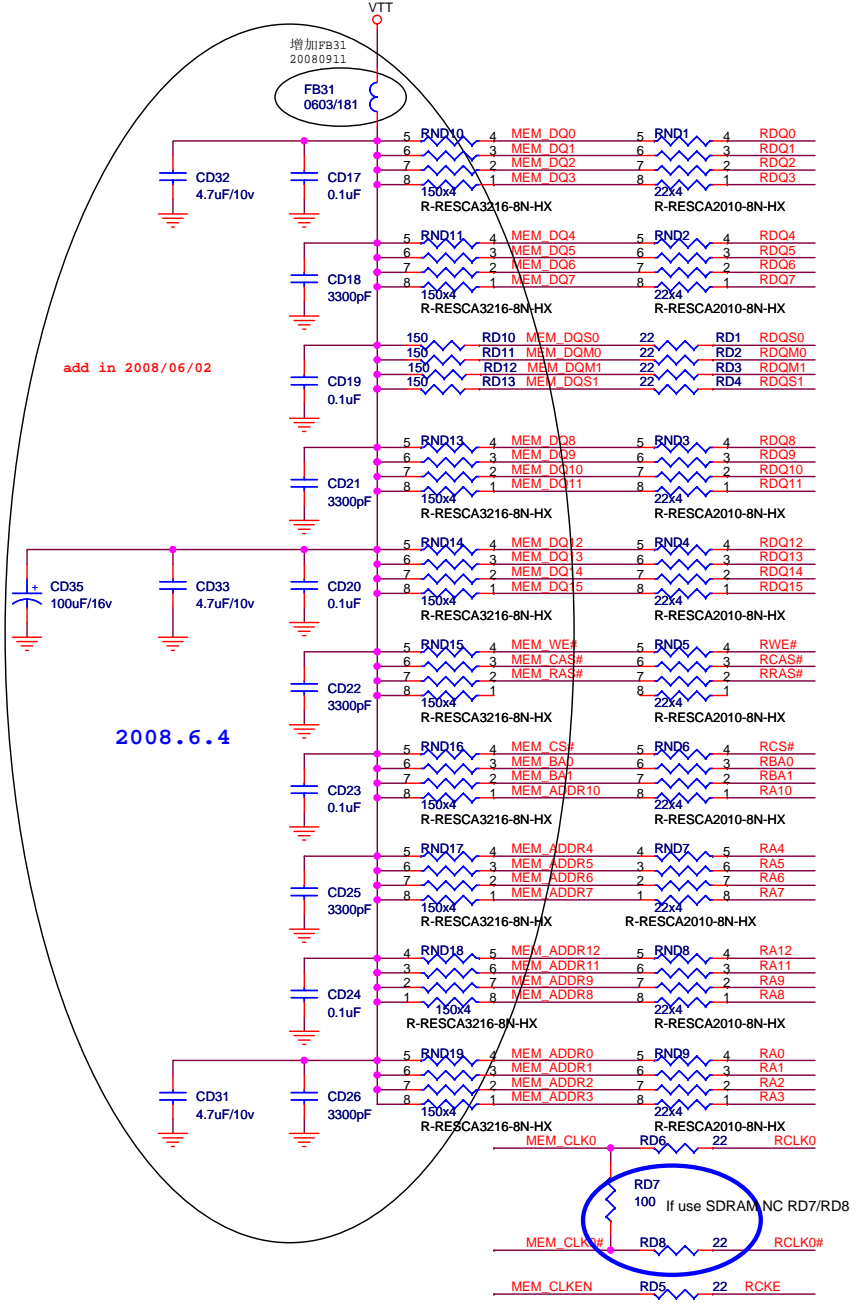 VTT
增加FB31
20080911
FB31
0603/181
CD32
4.7uF/10v
CD17
0.1uF
5 RND10 4 MEM_DQ0 5 RND1 4 RDQ0
6 3 MEM_DQ1 6 3 RDQ1
7 2 MEM_DQ2 7 2 RDQ2
8 1 MEM_DQ3 8 1 RDQ3
150x4 22x4
R-RESCA3216-8N-HX R-RESCA2010-8N-HX
CD18
3300pF
5 RND11 4 MEM_DQ4 5 RND2 4 RDQ4
6 3 MEM_DQ5 6 3 RDQ5
7 2 MEM_DQ6 7 2 RDQ6
8 1 MEM_DQ7 8 1 RDQ7
150x4 22x4
R-RESCA3216-8N-HX R-RESCA2010-8N-HX
add in 2008/06/02
CD19
0.1uF
150 RD10 MEM_DQS0 22 RD1 RDQS0
150 RD11 MEM_DQM0 22 RD2 RDQM0
150 RD12 MEM_DQM1 22 RD3 RDQM1
150 RD13 MEM_DQS1 22 RD4 RDQS1
CD21
3300pF
5 RND13 4 MEM_DQ8 5 RND3 4 RDQ8
6 3 MEM_DQ9 6 3 RDQ9
7 2 MEM_DQ10 7 2 RDQ10
8 1 MEM_DQ11 8 1 RDQ11
150x4 22x4
R-RESCA3216-8N-HX R-RESCA2010-8N-HX
+ CD35
100uF/16v
CD33
4.7uF/10v
CD20
0.1uF
5 RND14 4 MEM_DQ12 5 RND4 4 RDQ12
6 3 MEM_DQ13 6 3 RDQ13
7 2 MEM_DQ14 7 2 RDQ14
8 1 MEM_DQ15 8 1 RDQ15
150x4 22x4
R-RESCA3216-8N-HX R-RESCA2010-8N-HX
CD22
3300pF
5 RND15 4 MEM_WE# 5 RND5 4 RWE#
6 3 MEM_CAS# 6 3 RCAS#
7 2 MEM_RAS# 7 2 RRAS#
8 1 8 1
150x4 22x4
R-RESCA3216-8N-HX R-RESCA2010-8N-HX
2008.6.4
CD23
0.1uF
5 RND16 4 MEM_CS# 5 RND6 4 RCS#
6 3 MEM_BA0 6 3 RBA0
7 2 MEM_BA1 7 2 RBA1
8 1 MEM_ADDR10 8 1 RA10
150x4 22x4
R-RESCA3216-8N-HX R-RESCA2010-8N-HX
CD25
3300pF
5 RND17 4 MEM_ADDR4 4 RND7 5 RA4
6 3 MEM_ADDR5 3 6 RA5
7 2 MEM_ADDR6 2 7 RA6
8 1 MEM_ADDR7 1 8 RA7
150x4 22x4
R-RESCA3216-8N-HX R-RESCA2010-8N-HX
CD24
0.1uF
4 RND18 5 MEM_ADDR12 5 RND8 4 RA12
3 6 MEM_ADDR11 6 3 RA11
2 7 MEM_ADDR9 7 2 RA9
1 8 MEM_ADDR8 8 1 RA8
150x4 22x4
R-RESCA3216-8N-HX R-RESCA2010-8N-HX
CD31
4.7uF/10v
CD26
3300pF
5 RND19 4 MEM_ADDR0 5 RND9 4 RA0
6 3 MEM_ADDR1 6 3 RA1
7 2 MEM_ADDR2 7 2 RA2
8 1 MEM_ADDR3 8 1 RA3
150x4 22x4
R-RESCA3216-8N-HX R-RESCA2010-8N-HX
MEM_CLK0 RD6 22 RCLK0
RD7
100 If use SDRAM NC RD7/RD8
MEM_CLK0# RD8 22 RCLK0#
MEM_CLKEN RD5 22 RCKE